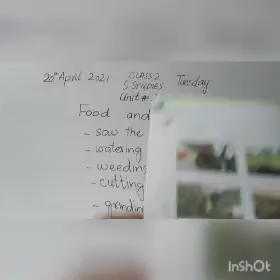 20th April 2021 CLASS 2 Tuesday
S STUDIES
Unit #
Food and
- saw the
- watering
- weeding
- cutting
- grindin
InShOt